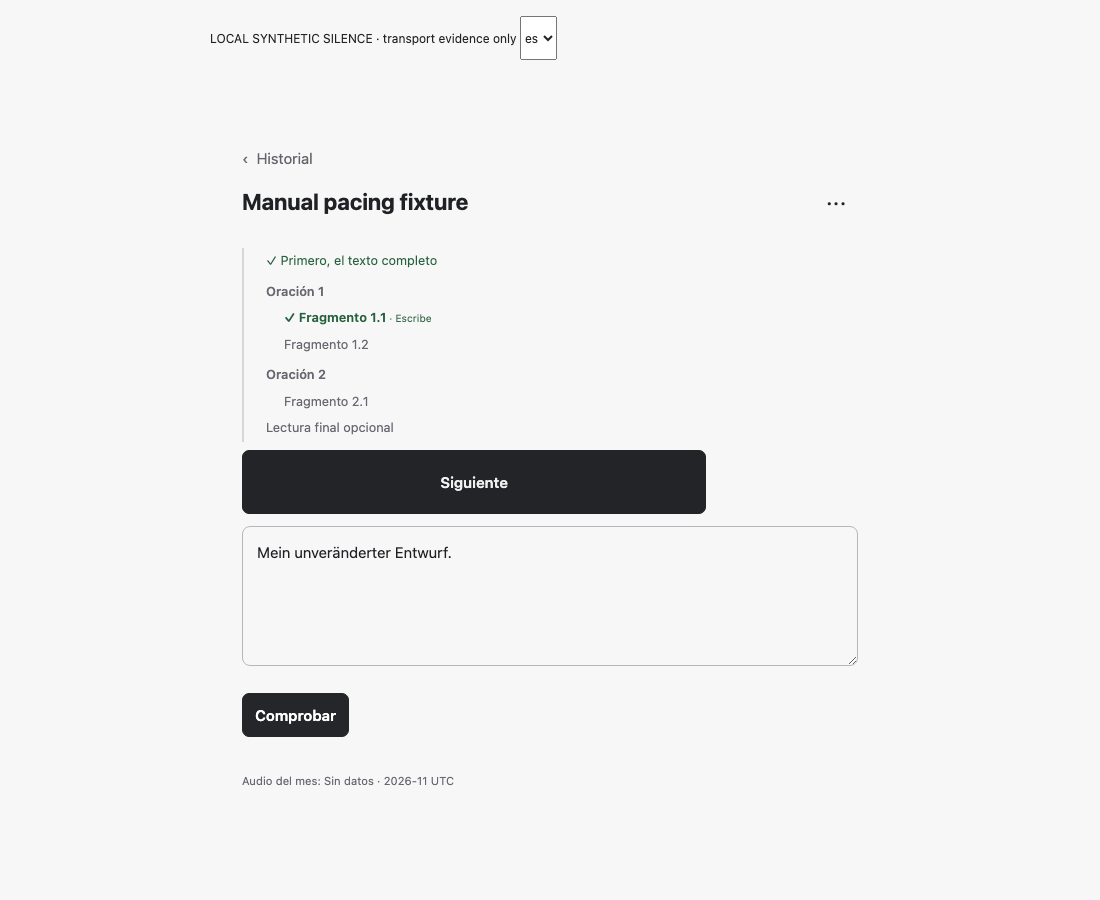 LOCAL SYNTHETIC SILENCE · transport evidence only es
‹ Historial
Manual pacing fixture
...
✓ Primero, el texto completo
Oración 1
✓ Fragmento 1.1 · Escribe
Fragmento 1.2
Oración 2
Fragmento 2.1
Lectura final opcional
Siguiente
Mein unveränderter Entwurf.
Comprobar
Audio del mes: Sin datos · 2026-11 UTC